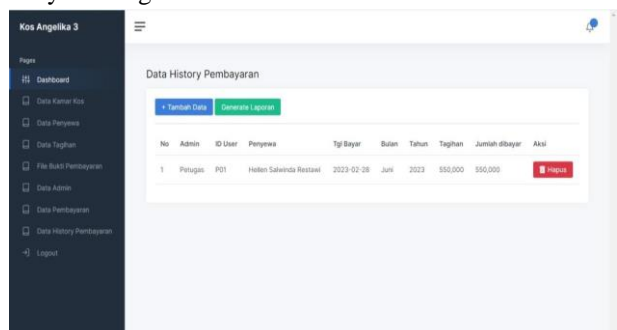 Kos Angelika 3
Pages
Dashboard
Data Kamar Kos
Data Penyewa
Data Tagihan
File Bukti Pembayaran
Data Admin
Data Pembayaran
Data History Pembayaran
Logout
Data History Pembayaran
+ Tambah Data Generate Laporan
No Admin ID User Penyewa Tgl Bayar Bulan Tahun Tagihan Jumlah dibayar Aksi
1 Petugas P01 Hellen Salwinda Restawi 2023-02-28 Juni 2023 550,000 550,000 Hapus